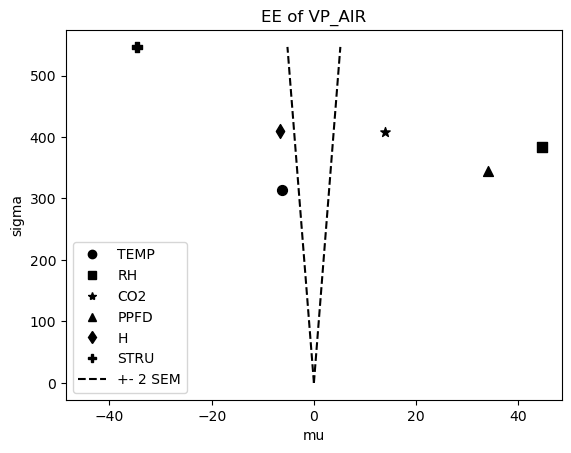 EE of VP_AIR
500
400
300
200
100
0
sigma
TEMP
RH
CO2
PPFD
H
STRU
+- 2 SEM
−40
−20
0
20
40
mu